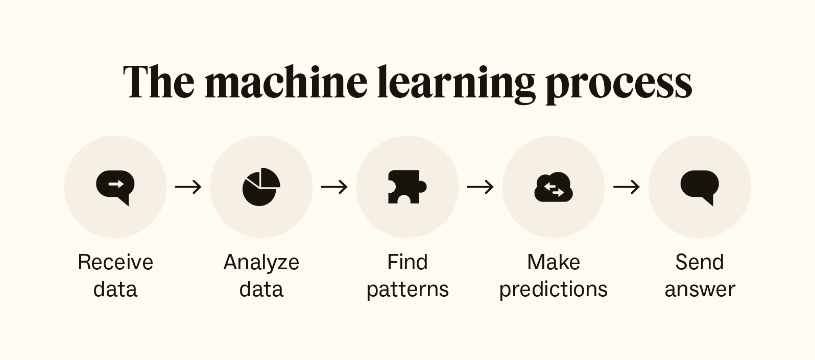 The machine learning process
Receive
data
Analyze
data
Find
patterns
Make
predictions
Send
answer